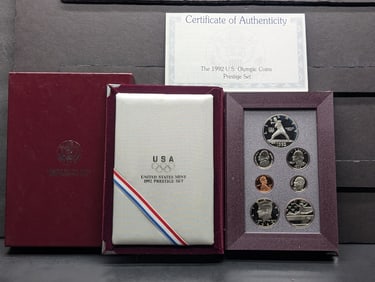 Certificate of Authenticity
The 1992 U.S. Olympic Coins
Prestige Set
USA
UNITED STATES MINT
1992 PRESTIGE SET